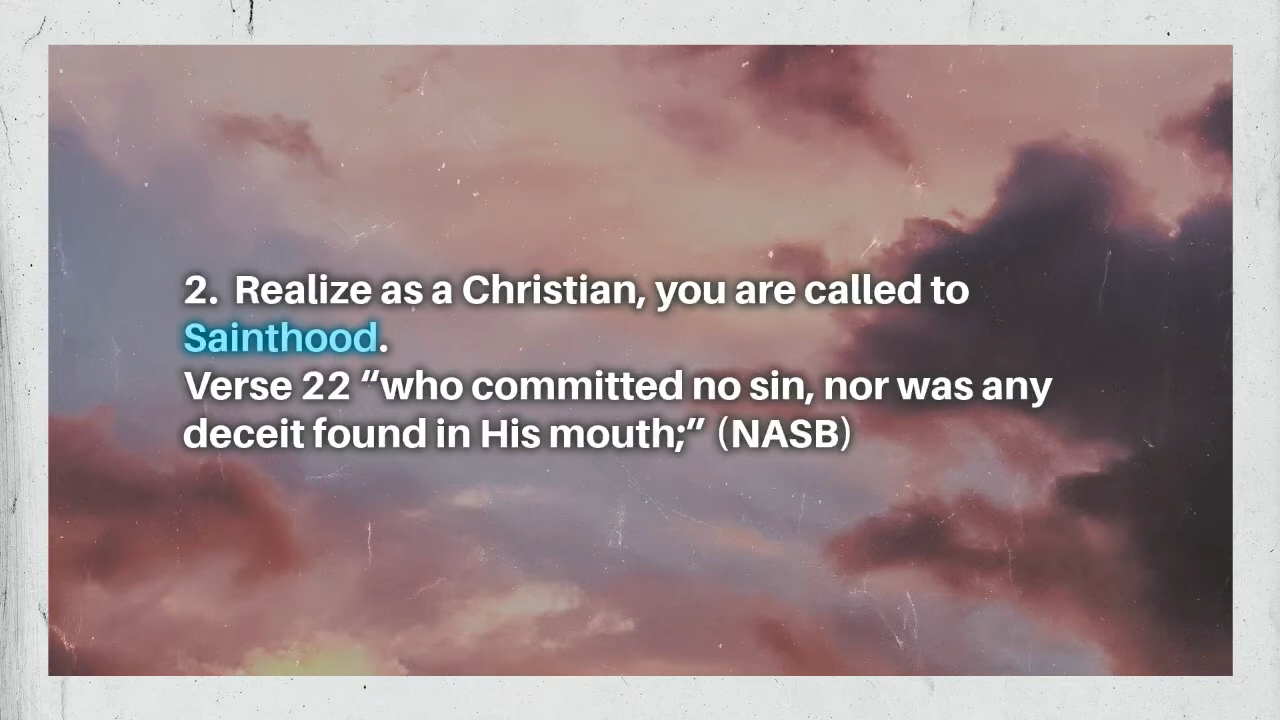 2.  Realize as a Christian, you are called to
Sainthood.
Verse 22 “who committed no sin, nor was any
deceit found in His mouth;” (NASB)